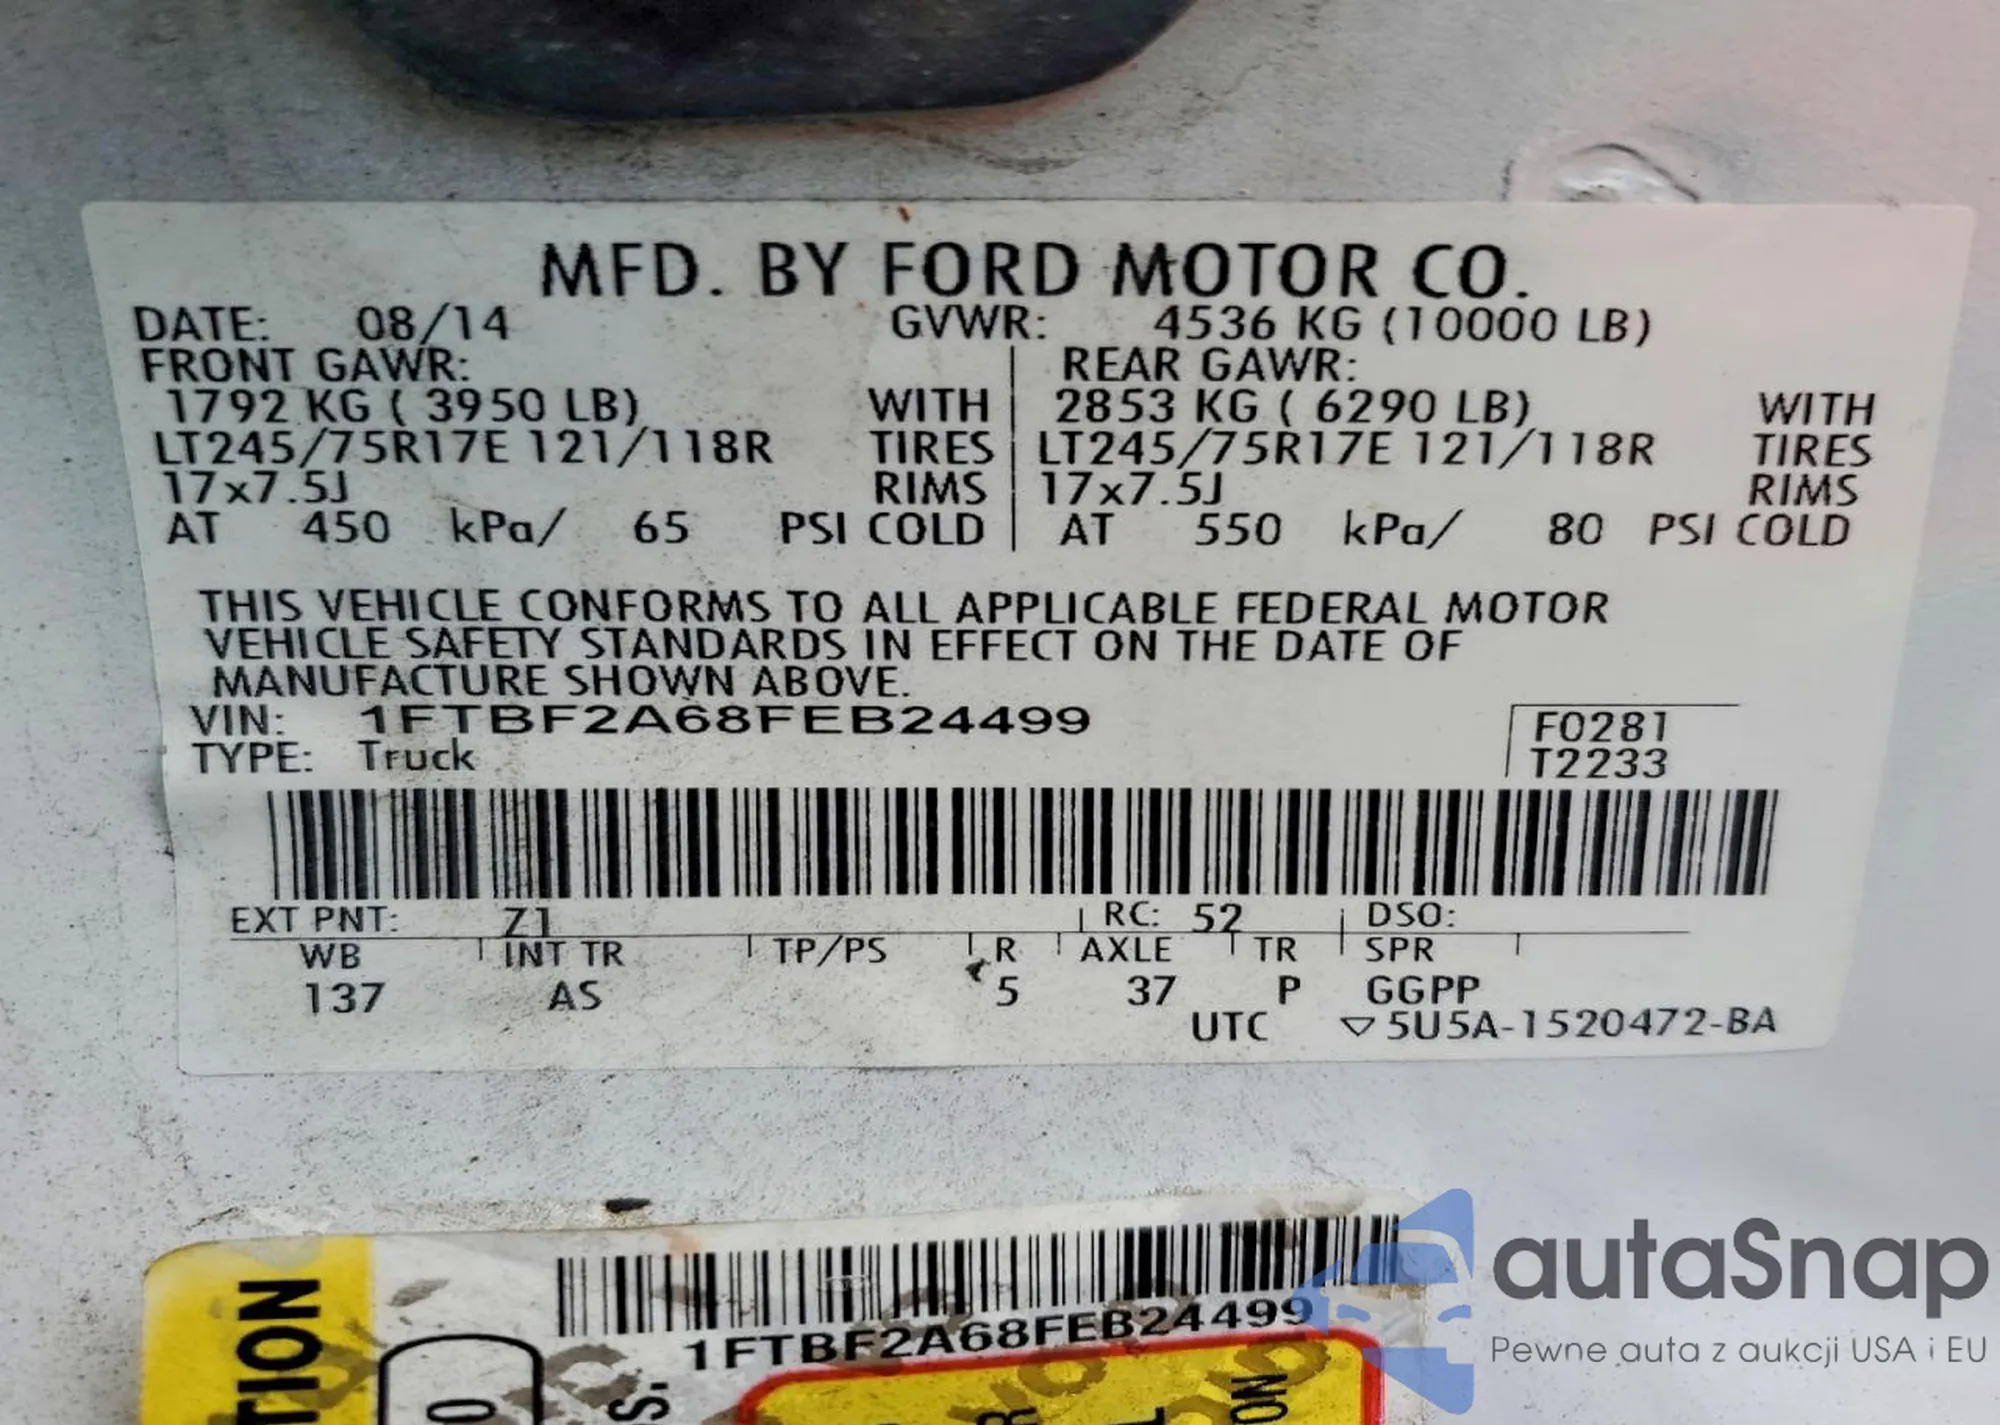 MFD. BY FORD MOTOR CO.
DATE: 08/14 GVWR: 4536 KG (10000 LB)
FRONT GAWR: REAR GAWR:
1792 KG ( 3950 LB) WITH 2853 KG ( 6290 LB) WITH
LT245/75R17E 121/118R TIRES LT245/75R17E 121/118R TIRES
17x7.5J RIMS 17x7.5J RIMS
AT 450 kPa/ 65 PSI COLD AT 550 kPa/ 80 PSI COLD
THIS VEHICLE CONFORMS TO ALL APPLICABLE FEDERAL MOTOR
VEHICLE SAFETY STANDARDS IN EFFECT ON THE DATE OF
MANUFACTURE SHOWN ABOVE.
VIN: 1FTBF2A68FEB24499 F0281
TYPE: Truck T2233
EXT PNT: Z1 RC: 52 DSO:
WB INT TR TP/PS R AXLE TR SPR
137 AS 5 37 P GGPP
UTC ▽5U5A-1520472-BA
1FTBF2A68FEB24499
autaSnap
Pewne auta z aukcji USA i EU